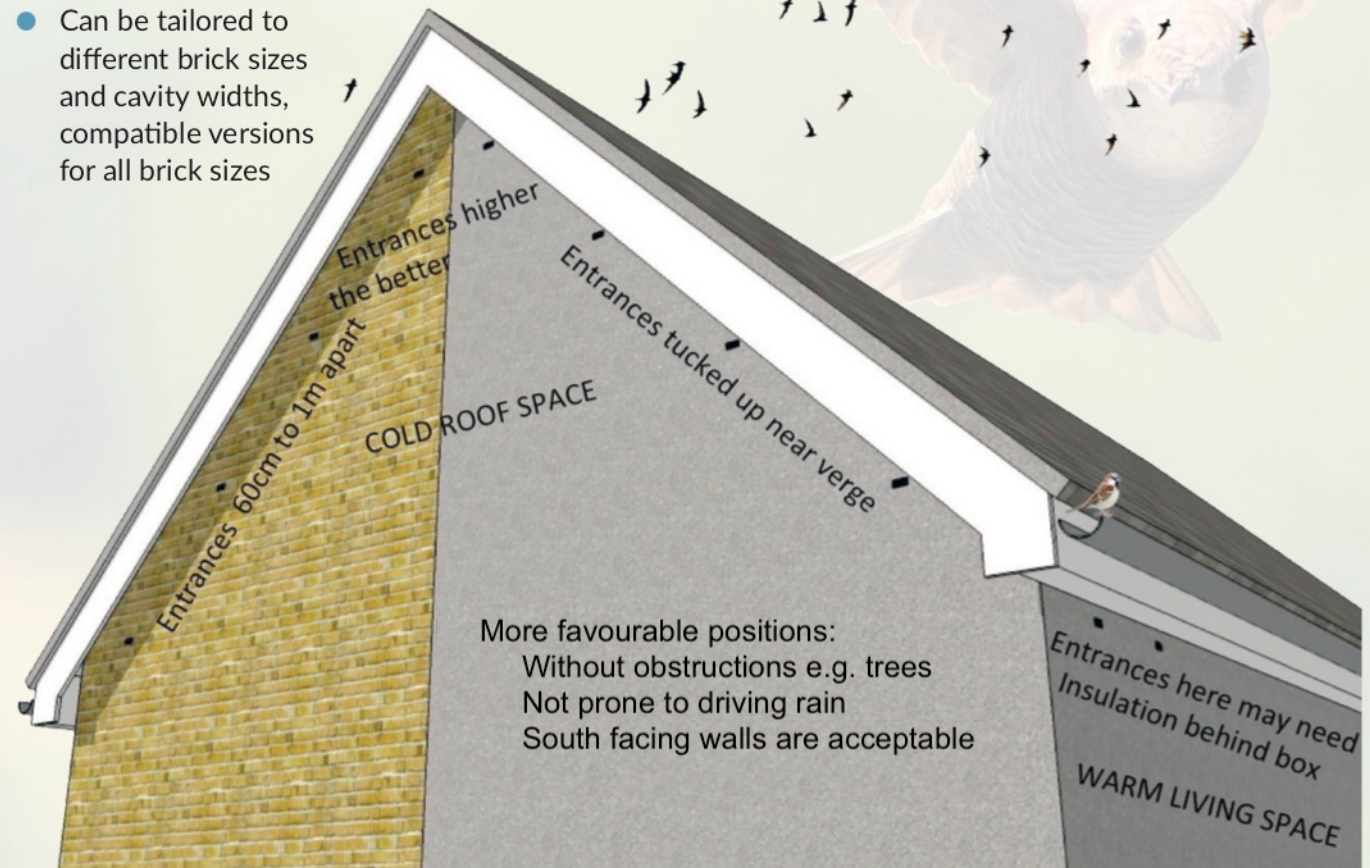 Can be tailored to
different brick sizes
and cavity widths,
compatible versions
for all brick sizes
Entrances higher
the better
Entrances 60cm to 1m apart
Entrances tucked up near verge
COLD ROOF SPACE
More favourable positions:
Without obstructions e.g. trees
Not prone to driving rain
South facing walls are acceptable
Entrances here may need
Insulation behind box
WARM LIVING SPACE